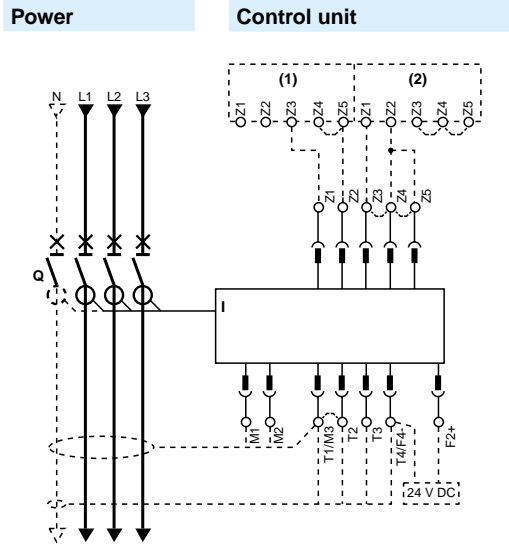 Power
Control unit
(1)
(2)
N
L1
L2
L3
Z1
Z2
Z3
Z4
Z5
Z1
Z2
Z3
Z4
Z5
Z1
Z2
Z3
Z4
Z5
Q
I
M1
M2
T1/M3
T2
T3
T4/F4-
F2+
24 V DC